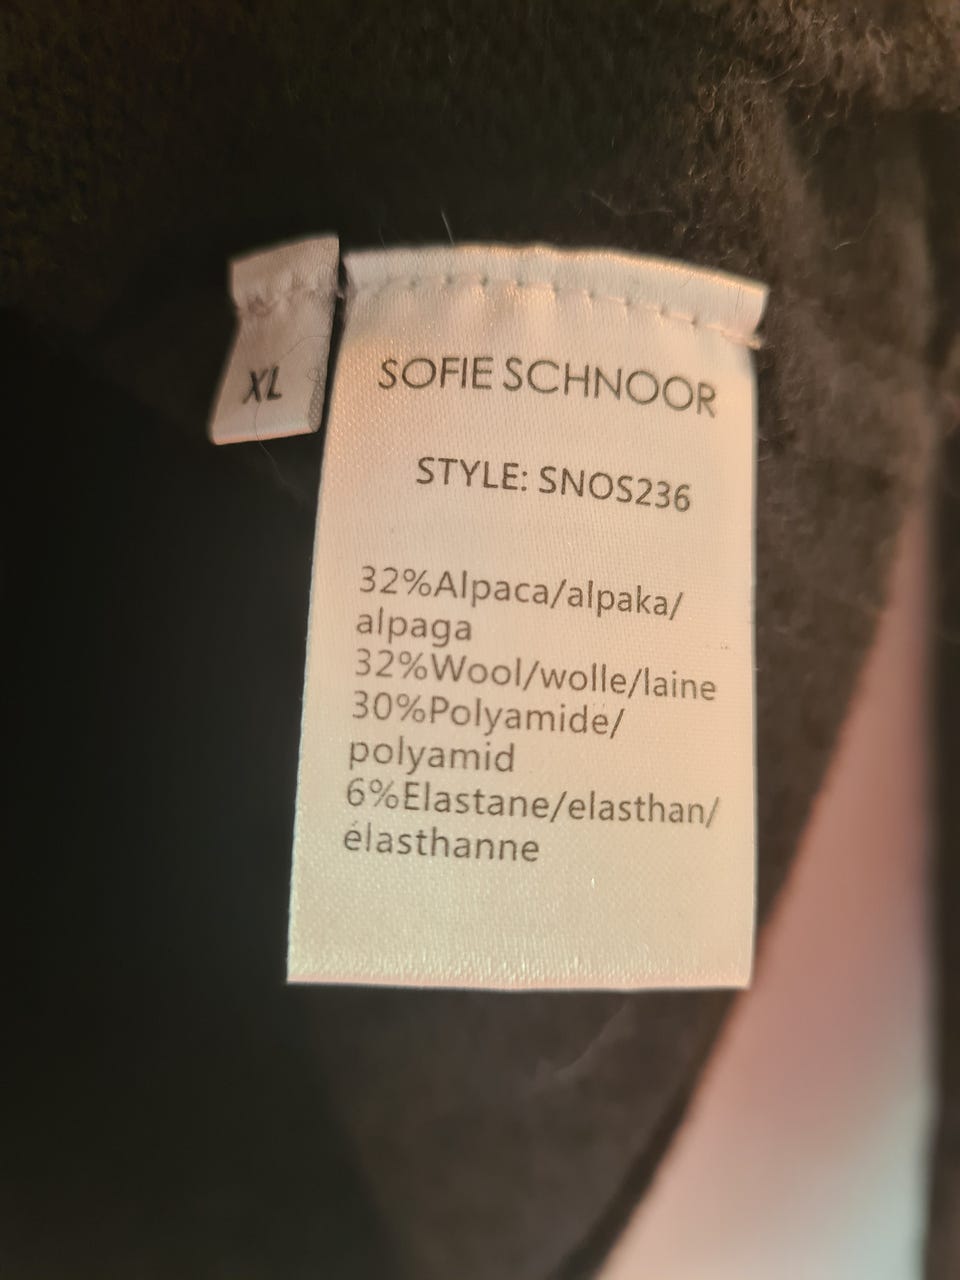 XL
SOFIE SCHNOOR
STYLE: SNOS236
32%Alpaca/alpaka/
alpaga
32%Wool/wolle/laine
30%Polyamide/
polyamid
6%Elastane/elasthan/
élasthanne